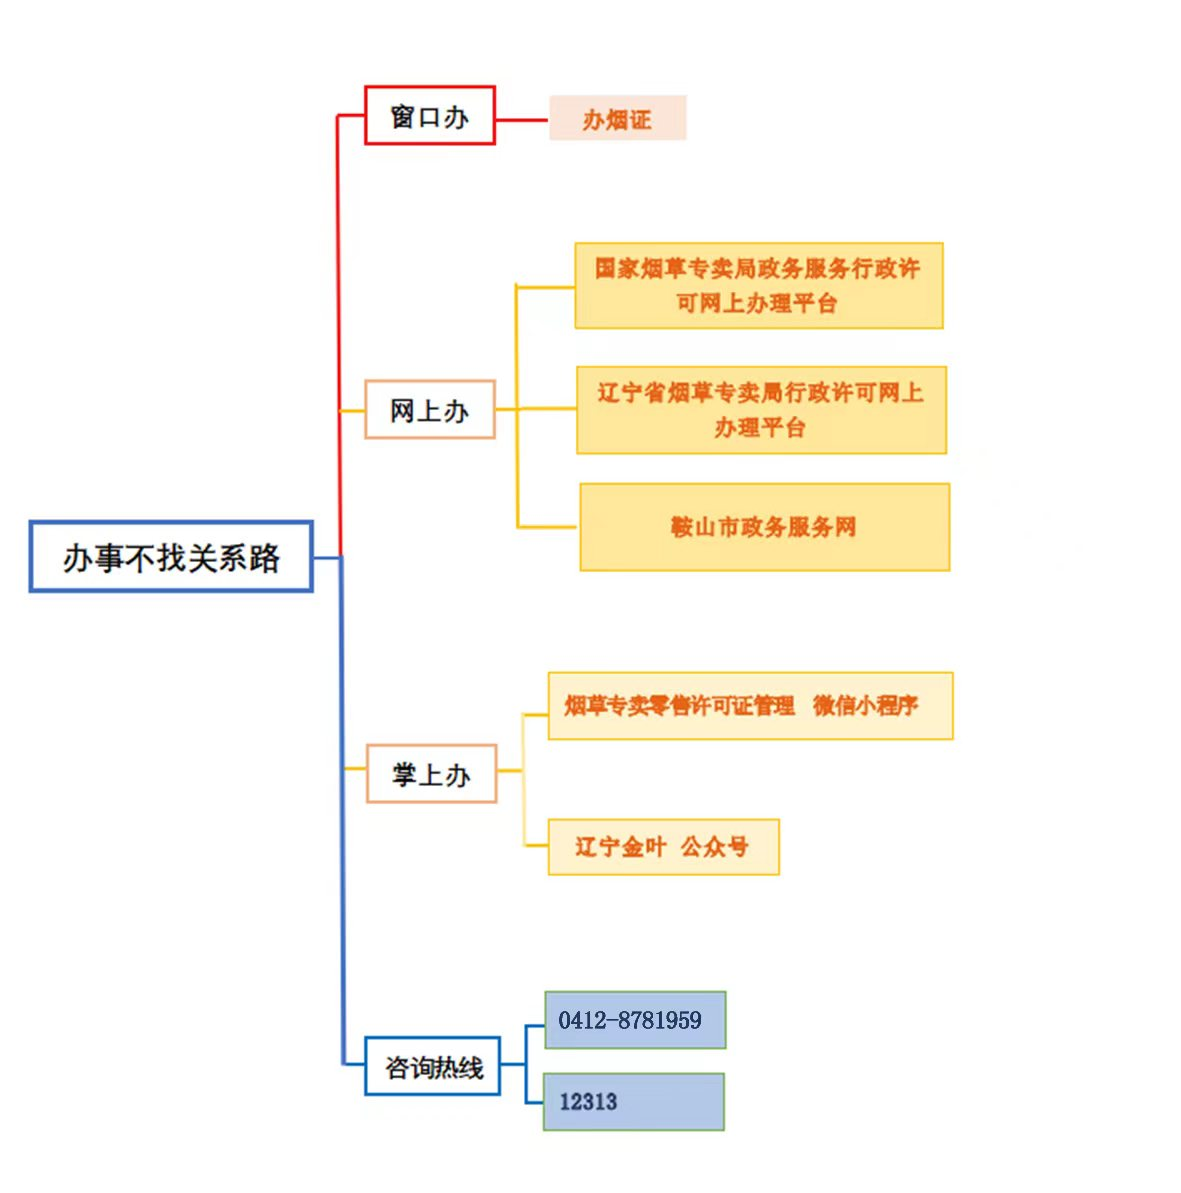 窗口办
办烟证
国家烟草专卖局政务服务行政许
可网上办理平台
网上办
辽宁省烟草专卖局行政许可网上
办理平台
鞍山市政务服务网
办事不找关系路
烟草专卖零售许可证管理 微信小程序
掌上办
辽宁金叶 公众号
咨询热线
0412-8781959
12313